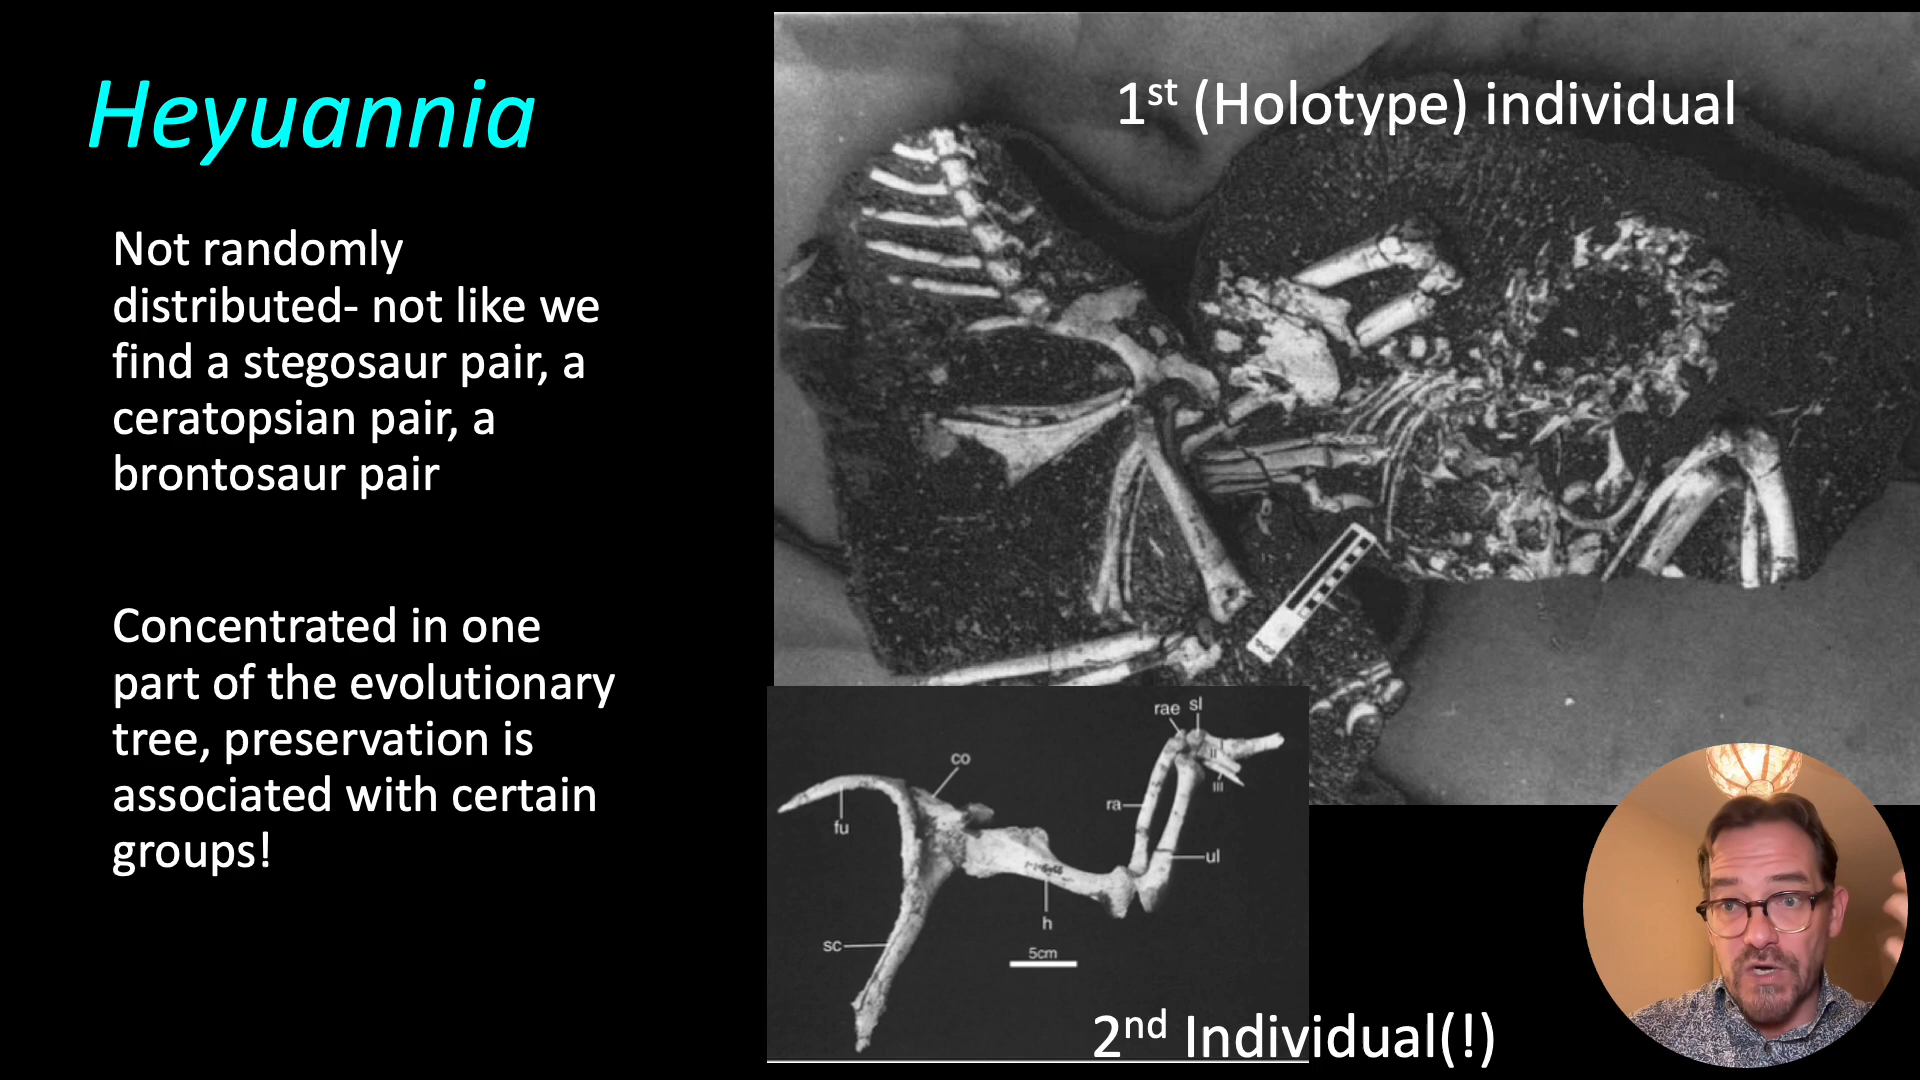 Heyuannia
1st (Holotype) individual
Not randomly
distributed- not like we
find a stegosaur pair, a
ceratopsian pair, a
brontosaur pair
Concentrated in one
part of the evolutionary
tree, preservation is
associated with certain
groups!
rae sl
co
II
III
ra
fu
ul
h
sc
5cm
2nd Individual(!)